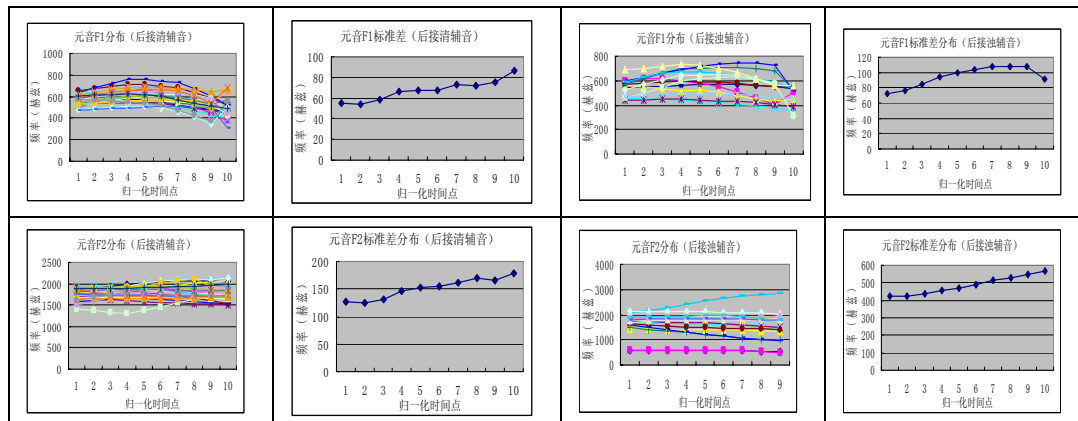 元音F1分布(后接清辅音)
频率(赫兹)
1000
800
600
400
200
0
1 2 3 4 5 6 7 8 9 10
归一化时间点
元音F1标准差(后接清辅音)
频率(赫兹)
100
80
60
40
20
0
1 2 3 4 5 6 7 8 9 10
归一化时间点
元音F1分布(后接浊辅音)
频率(赫兹)
800
600
400
200
0
1 2 3 4 5 6 7 8 9 10
归一化时间点
元音F1标准差分布(后接浊辅音)
频率(赫兹)
120
100
80
60
40
20
0
1 2 3 4 5 6 7 8 9 10
归一化时间点
元音F2分布(后接清辅音)
频率(赫兹)
2500
2000
1500
1000
500
0
1 2 3 4 5 6 7 8 9 10
归一化时间点
元音F2标准差分布(后接清辅音)
频率(赫兹)
200
150
100
50
0
1 2 3 4 5 6 7 8 9 10
归一化时间点
元音F2分布(后接浊辅音)
频率(赫兹)
4000
3000
2000
1000
0
1 2 3 4 5 6 7 8 9
归一化时间点
元音F2标准差分布(后接浊辅音)
频率(赫兹)
600
500
400
300
200
100
0
1 2 3 4 5 6 7 8 9 10
归一化时间点